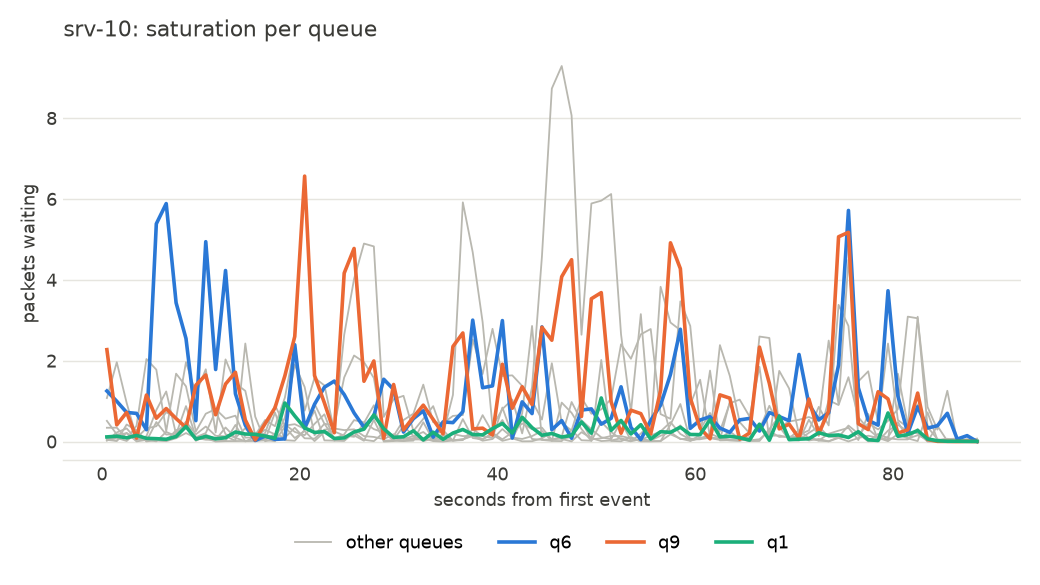 srv-10: saturation per queue
packets waiting
8
6
4
2
0
0 20 40 60 80
seconds from first event
other queues q6 q9 q1